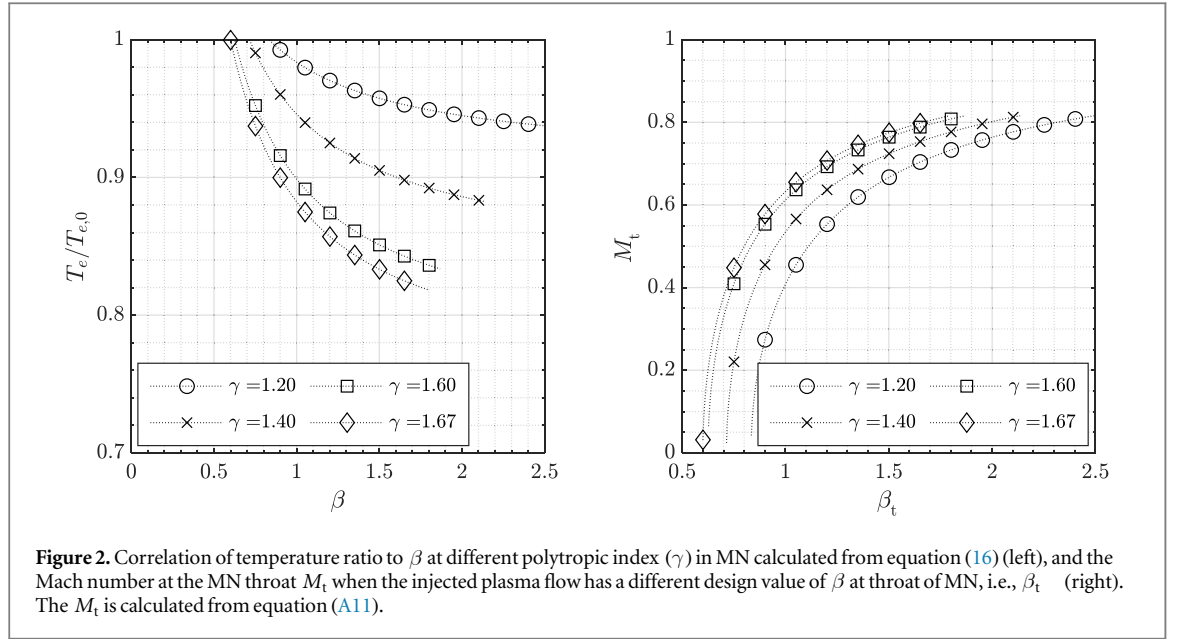 1
0.9
0.8
0.7
T_e/T_{e,0}
0 0.5 1 1.5 2 2.5
β
γ =1.20 γ =1.60
γ =1.40 γ =1.67
1
0.8
0.6
0.4
0.2
0
M_t
0.5 1 1.5 2 2.5
β_t
γ =1.20 γ =1.60
γ =1.40 γ =1.67
Figure 2. Correlation of temperature ratio to β at different polytropic index (γ) in MN calculated from equation (16) (left), and the
Mach number at the MN throat M_t when the injected plasma flow has a different design value of β at throat of MN, i.e., β_t (right).
The M_t is calculated from equation (A11).